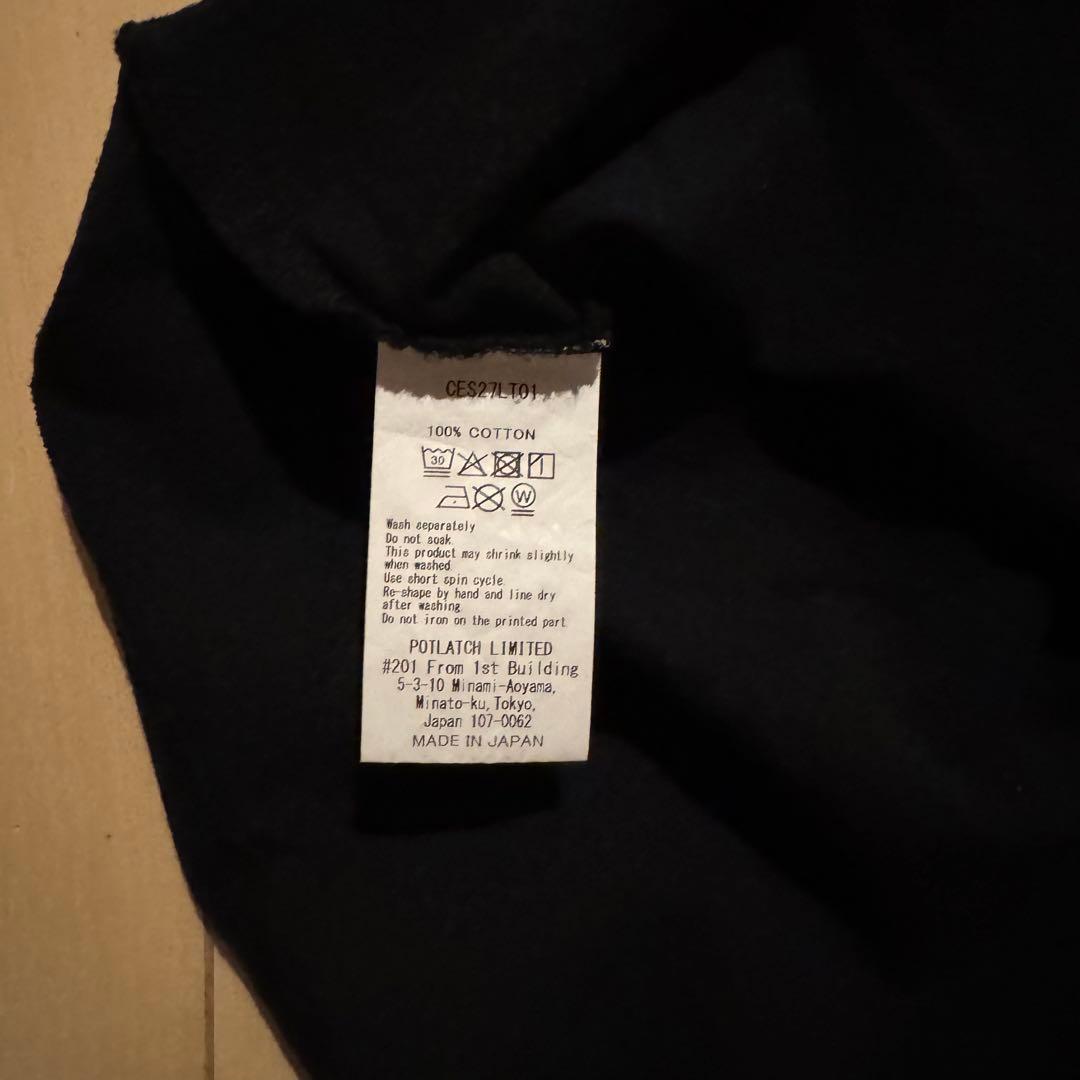 CES27LT01
100% COTTON
30
W
Wash separately
Do not soak.
This product may shrink slightly
when washed.
Use short spin cycle.
Re-shape by hand and line dry
after washing.
Do not iron on the printed part.
POTLATCH LIMITED
#201 From 1st Building
5-3-10 Minami-Aoyama,
Minato-ku, Tokyo,
Japan 107-0062
MADE IN JAPAN